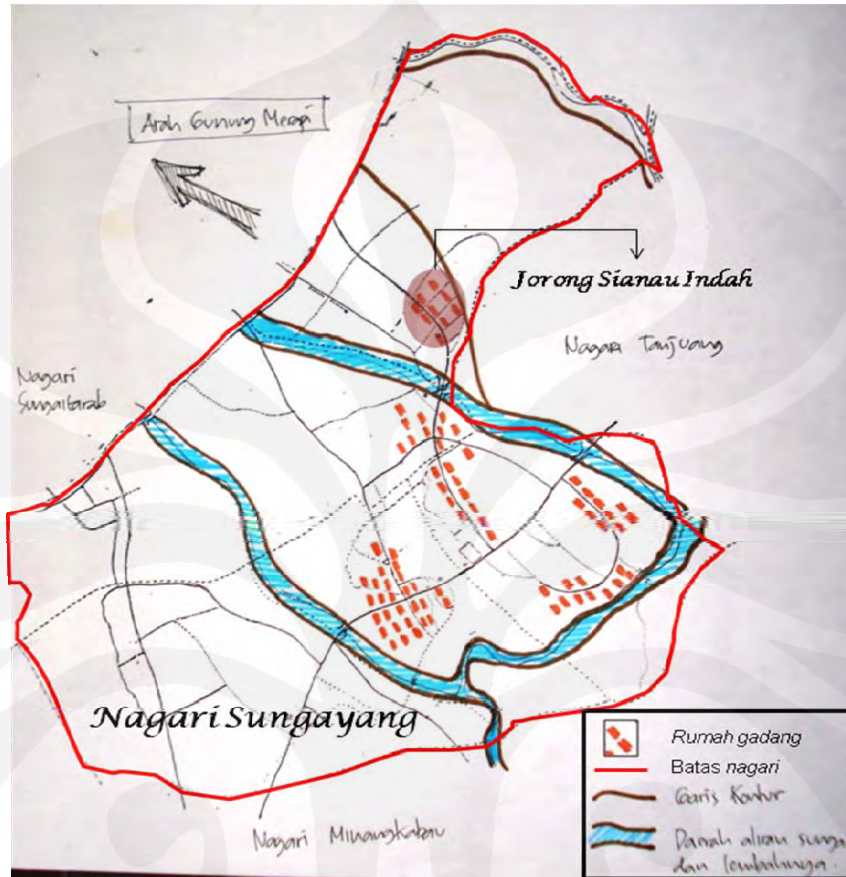 Arah Gunung Merapi
Jorong Sianau Indah
Nagari Tanjuang
Nagari
Sungaitarab
Nagari Sungayang
Nagari Minangkabau
Rumah gadang
Batas nagari
Garis Kontur
Daerah aliran sunga
dan lembahnya.